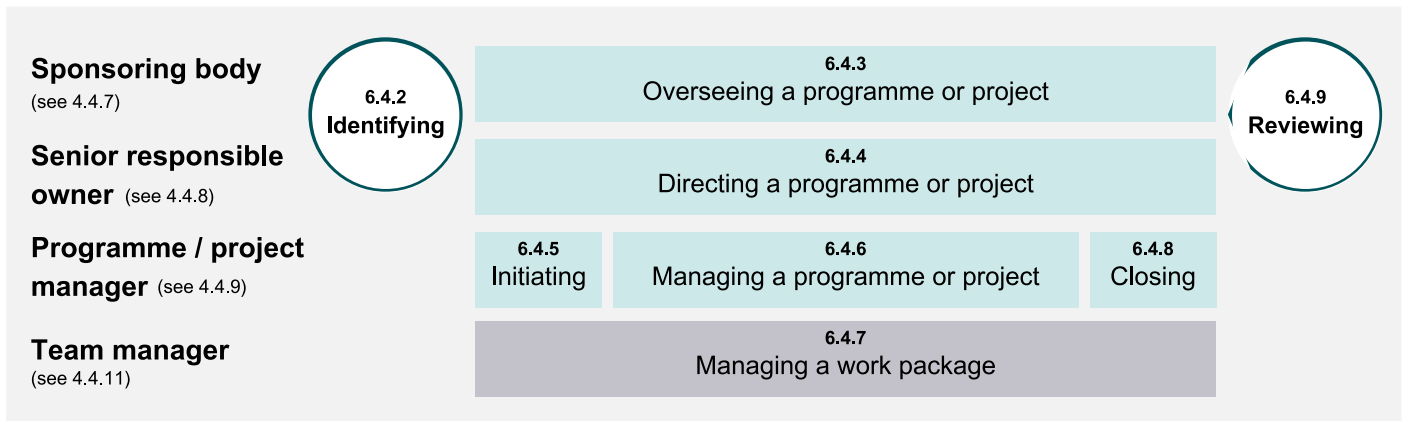 Sponsoring body
(see 4.4.7)
6.4.2
Identifying
6.4.3
Overseeing a programme or project
6.4.9
Reviewing
Senior responsible
owner (see 4.4.8)
6.4.4
Directing a programme or project
Programme / project
manager (see 4.4.9)
6.4.5
Initiating
6.4.6
Managing a programme or project
6.4.8
Closing
Team manager
(see 4.4.11)
6.4.7
Managing a work package